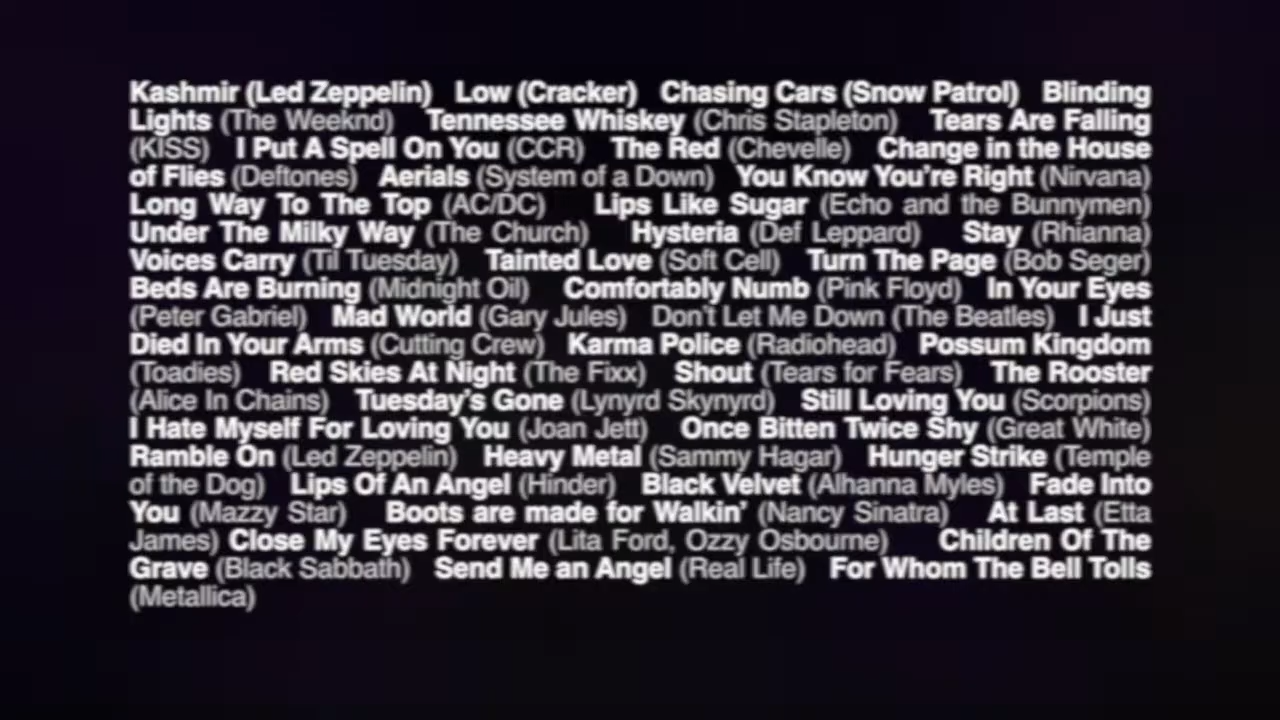 Kashmir (Led Zeppelin) Low (Cracker) Chasing Cars (Snow Patrol) Blinding
Lights (The Weeknd) Tennessee Whiskey (Chris Stapleton) Tears Are Falling
(KISS) I Put A Spell On You (CCR) The Red (Chevelle) Change in the House
of Flies (Deftones) Aerials (System of a Down) You Know You're Right (Nirvana)
Long Way To The Top (AC/DC) Lips Like Sugar (Echo and the Bunnymen)
Under The Milky Way (The Church) Hysteria (Def Leppard) Stay (Rhianna)
Voices Carry (Til Tuesday) Tainted Love (Soft Cell) Turn The Page (Bob Seger)
Beds Are Burning (Midnight Oil) Comfortably Numb (Pink Floyd) In Your Eyes
(Peter Gabriel) Mad World (Gary Jules) Don't Let Me Down (The Beatles) I Just
Died In Your Arms (Cutting Crew) Karma Police (Radiohead) Possum Kingdom
(Toadies) Red Skies At Night (The Fixx) Shout (Tears for Fears) The Rooster
(Alice In Chains) Tuesday's Gone (Lynyrd Skynyrd) Still Loving You (Scorpions)
I Hate Myself For Loving You (Joan Jett) Once Bitten Twice Shy (Great White)
Ramble On (Led Zeppelin) Heavy Metal (Sammy Hagar) Hunger Strike (Temple
of the Dog) Lips Of An Angel (Hinder) Black Velvet (Alhanna Myles) Fade Into
You (Mazzy Star) Boots are made for Walkin' (Nancy Sinatra) At Last (Etta
James) Close My Eyes Forever (Lita Ford, Ozzy Osbourne) Children Of The
Grave (Black Sabbath) Send Me an Angel (Real Life) For Whom The Bell Tolls
(Metallica)